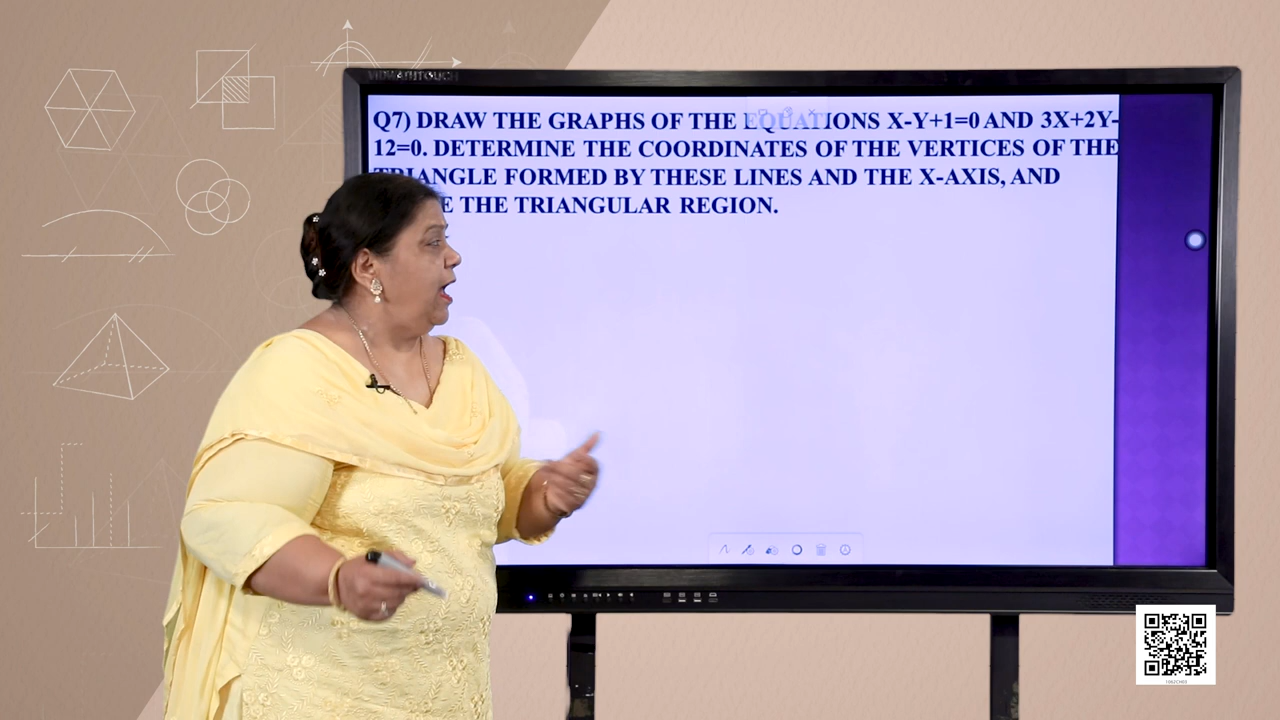 Q7) DRAW THE GRAPHS OF THE EQUATIONS X-Y+1=0 AND 3X+2Y-
12=0. DETERMINE THE COORDINATES OF THE VERTICES OF THE
TRIANGLE FORMED BY THESE LINES AND THE X-AXIS, AND
THE TRIANGULAR REGION.